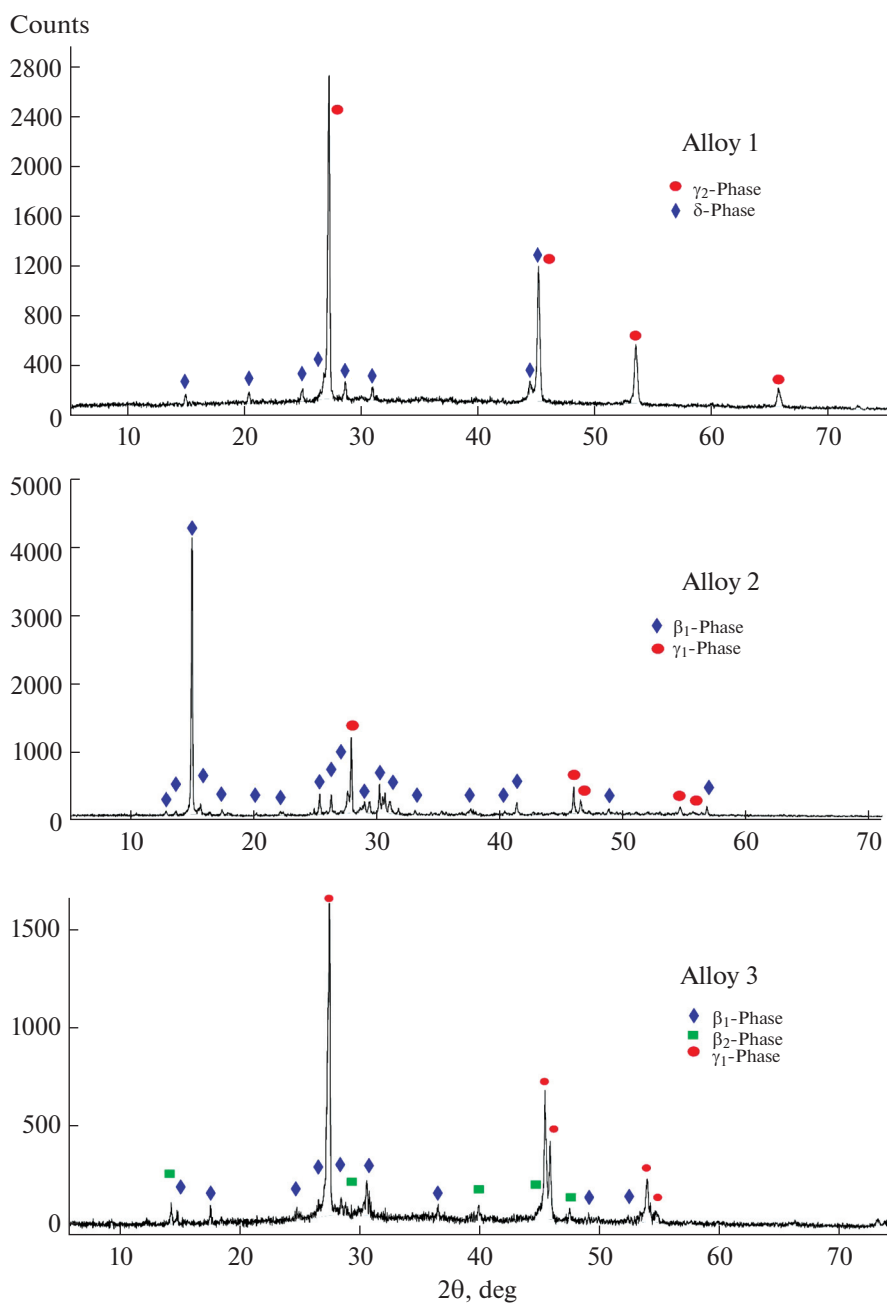 Counts
2800
2400
2000
1600
1200
800
400
0
Alloy 1
γ₂-Phase
δ-Phase
10 20 30 40 50 60 70
5000
4000
3000
2000
1000
0
Alloy 2
β₁-Phase
γ₁-Phase
10 20 30 40 50 60 70
1500
1000
500
0
Alloy 3
β₁-Phase
β₂-Phase
γ₁-Phase
10 20 30 40 50 60 70
2θ, deg